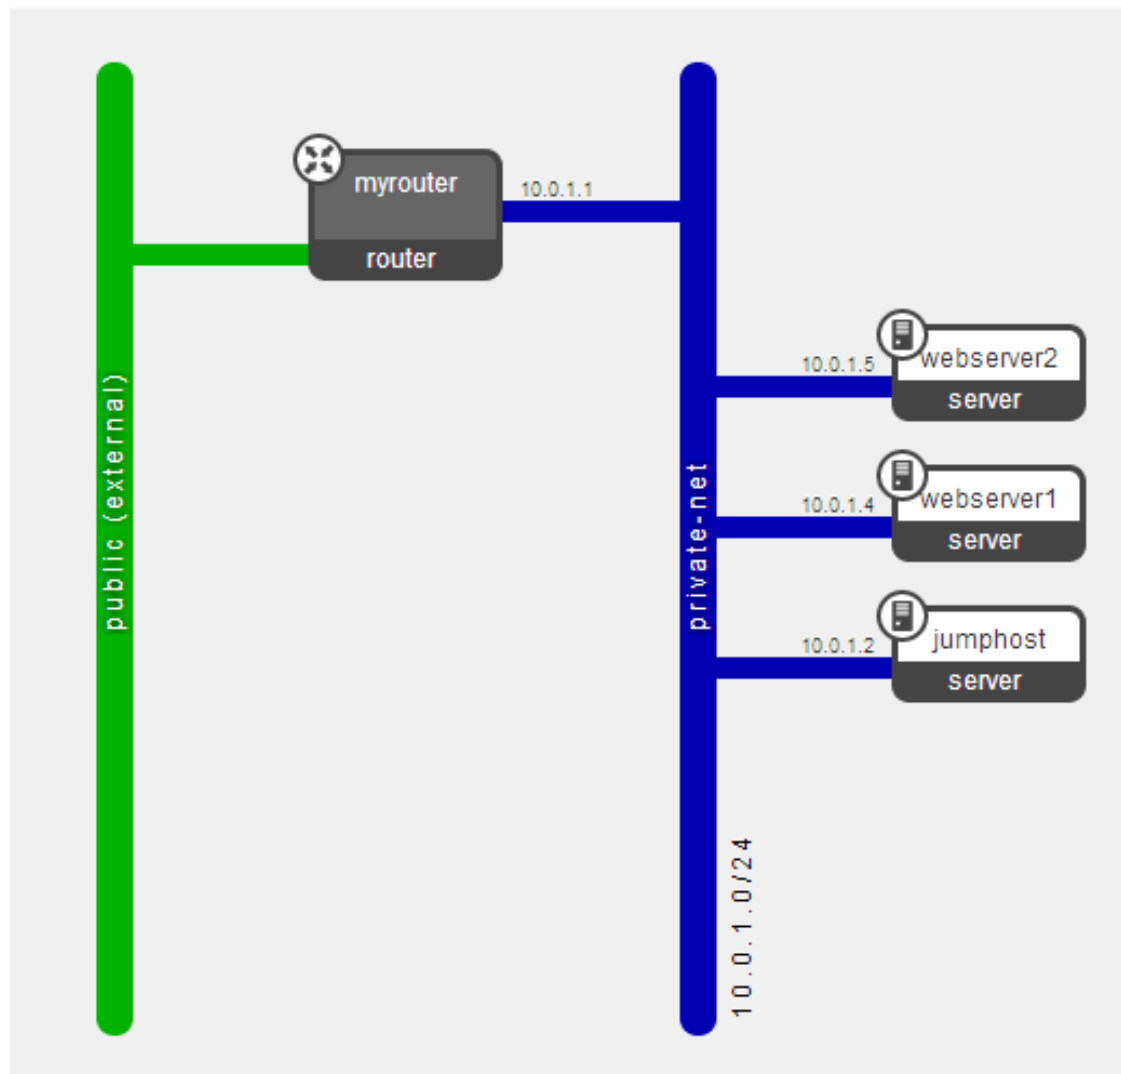 myrouter
router
10.0.1.1
public (external)
private-net
10.0.1.5
webserver2
server
10.0.1.4
webserver1
server
10.0.1.2
jumphost
server
10.0.1.0/24